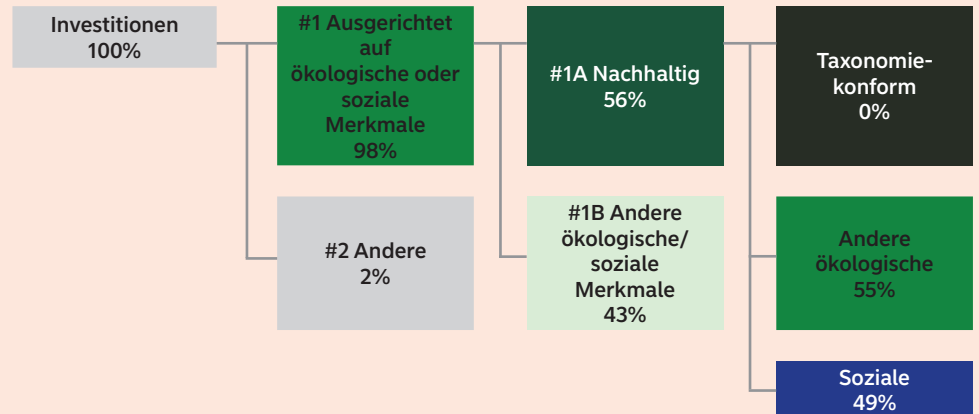 Investitionen
100%
#1 Ausgerichtet
auf
ökologische oder
soziale
Merkmale
98%
#2 Andere
2%
#1A Nachhaltig
56%
#1B Andere
ökologische/
soziale
Merkmale
43%
Taxonomie-
konform
0%
Andere
ökologische
55%
Soziale
49%